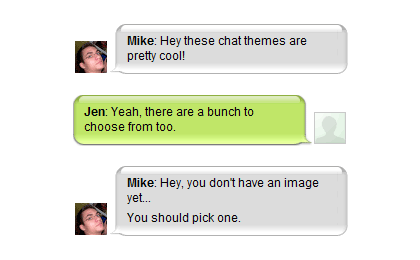 Mike: Hey these chat themes are
pretty cool!
Jen: Yeah, there are a bunch to
choose from too.
Mike: Hey, you don't have an image
yet...
You should pick one.